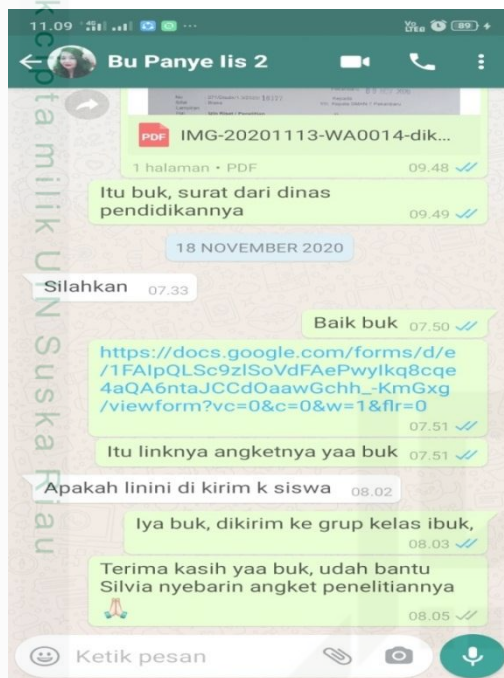 11.09
89
Bu Panye lis 2
PDF IMG-20201113-WA0014-dik...
1 halaman • PDF 09.48
Itu buk, surat dari dinas
pendidikannya 09.49
18 NOVEMBER 2020
Silahkan 07.33
Baik buk 07.50
https://docs.google.com/forms/d/e
/1FAIpQLSc9zlSoVdFAePwyIkq8cqe
4aQA6ntaJCCdOaawGchh_-KmGxg
/viewform?vc=0&c=0&w=1&flr=0
07.51
Itu linknya angketnya yaa buk 07.51
Apakah linini di kirim k siswa 08.02
Iya buk, dikirim ke grup kelas ibuk,
08.03
Terima kasih yaa buk, udah bantu
Silvia nyebarin angket penelitiannya
08.05
Ketik pesan
k cipta milik UIN Suska Riau